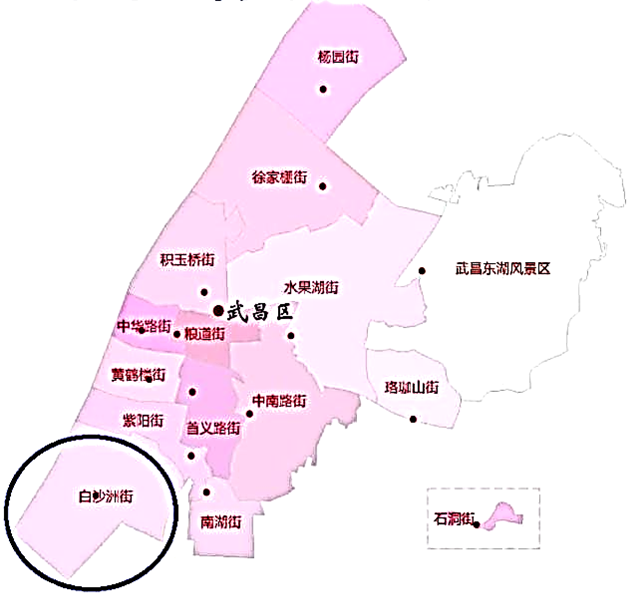 杨园街
徐家棚街
积玉桥街
武昌东湖风景区
水果湖街
武昌区
中华路街
粮道街
黄鹤楼街
珞珈山街
中南路街
紫阳街
首义路街
白沙洲街
南湖街
石洞街